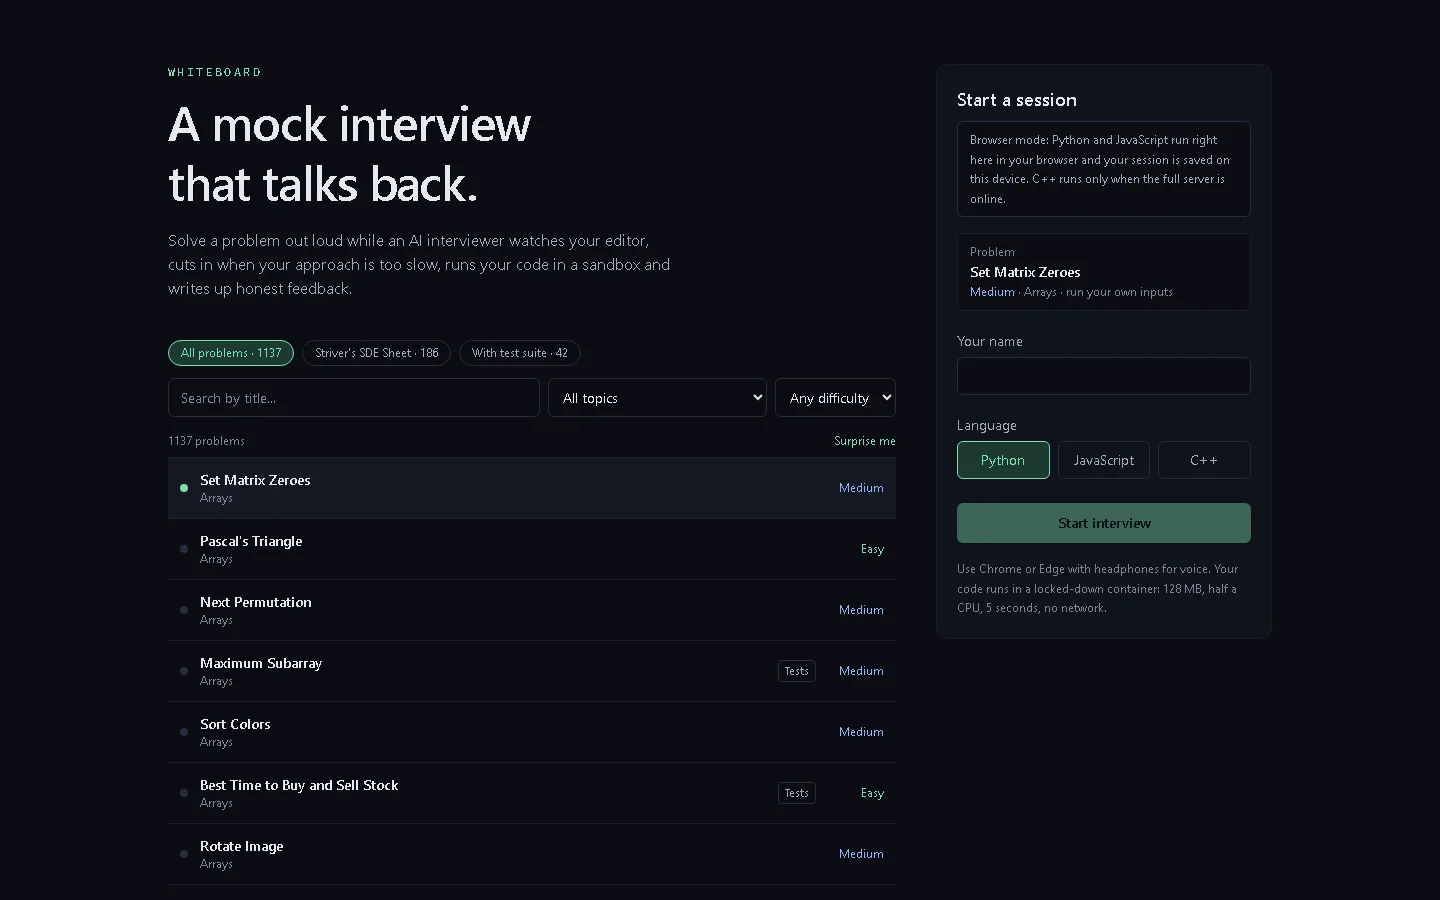 WHITEBOARD
A mock interview
that talks back.
Solve a problem out loud while an AI interviewer watches your editor,
cuts in when your approach is too slow, runs your code in a sandbox and
writes up honest feedback.
All problems · 1137
Striver's SDE Sheet · 186
With test suite · 42
Search by title...
All topics
Any difficulty
1137 problems
Surprise me
Set Matrix Zeroes
Arrays
Medium
Pascal's Triangle
Arrays
Easy
Next Permutation
Arrays
Medium
Maximum Subarray
Arrays
Tests
Medium
Sort Colors
Arrays
Medium
Best Time to Buy and Sell Stock
Arrays
Tests
Easy
Rotate Image
Arrays
Medium
Start a session
Browser mode: Python and JavaScript run right
here in your browser and your session is saved on
this device. C++ runs only when the full server is
online.
Problem
Set Matrix Zeroes
Medium · Arrays · run your own inputs
Your name
Language
Python
JavaScript
C++
Start interview
Use Chrome or Edge with headphones for voice. Your
code runs in a locked-down container: 128 MB, half a
CPU, 5 seconds, no network.